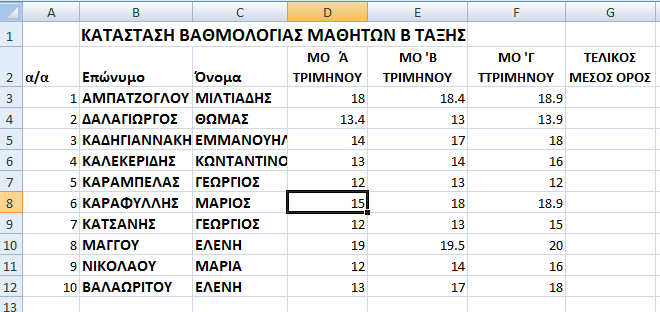 A B C D E F G
1 ΚΑΤΑΣΤΑΣΗ ΒΑΘΜΟΛΟΓΙΑΣ ΜΑΘΗΤΩΝ Β ΤΑΞΗΣ
2 α/α Επώνυμο Όνομα ΜΟ Ά ΤΡΙΜΗΝΟΥ ΜΟ 'Β ΤΡΙΜΗΝΟΥ ΜΟ 'Γ ΤΤΡΙΜΗΝΟΥ ΤΕΛΙΚΟΣ ΜΕΣΟΣ ΟΡΟΣ
3 1 ΑΜΠΑΤΖΟΓΛΟΥ ΜΙΛΤΙΑΔΗΣ 18 18.4 18.9
4 2 ΔΑΛΑΓΙΩΡΓΟΣ ΘΩΜΑΣ 13.4 13 13.9
5 3 ΚΑΔΗΓΙΑΝΝΑΚΗ ΕΜΜΑΝΟΥΗΛ 14 17 18
6 4 ΚΑΛΕΚΕΡΙΔΗΣ ΚΩΝΤΑΝΤΙΝΟ 13 14 16
7 5 ΚΑΡΑΜΠΕΛΑΣ ΓΕΩΡΓΙΟΣ 12 13 12
8 6 ΚΑΡΑΦΥΛΛΗΣ ΜΑΡΙΟΣ 15 18 18.9
9 7 ΚΑΤΣΑΝΗΣ ΓΕΩΡΓΙΟΣ 12 13 15
10 8 ΜΑΓΓΟΥ ΕΛΕΝΗ 19 19.5 20
11 9 ΝΙΚΟΛΑΟΥ ΜΑΡΙΑ 12 14 16
12 10 ΒΑΛΑΩΡΙΤΟΥ ΕΛΕΝΗ 13 17 18
13